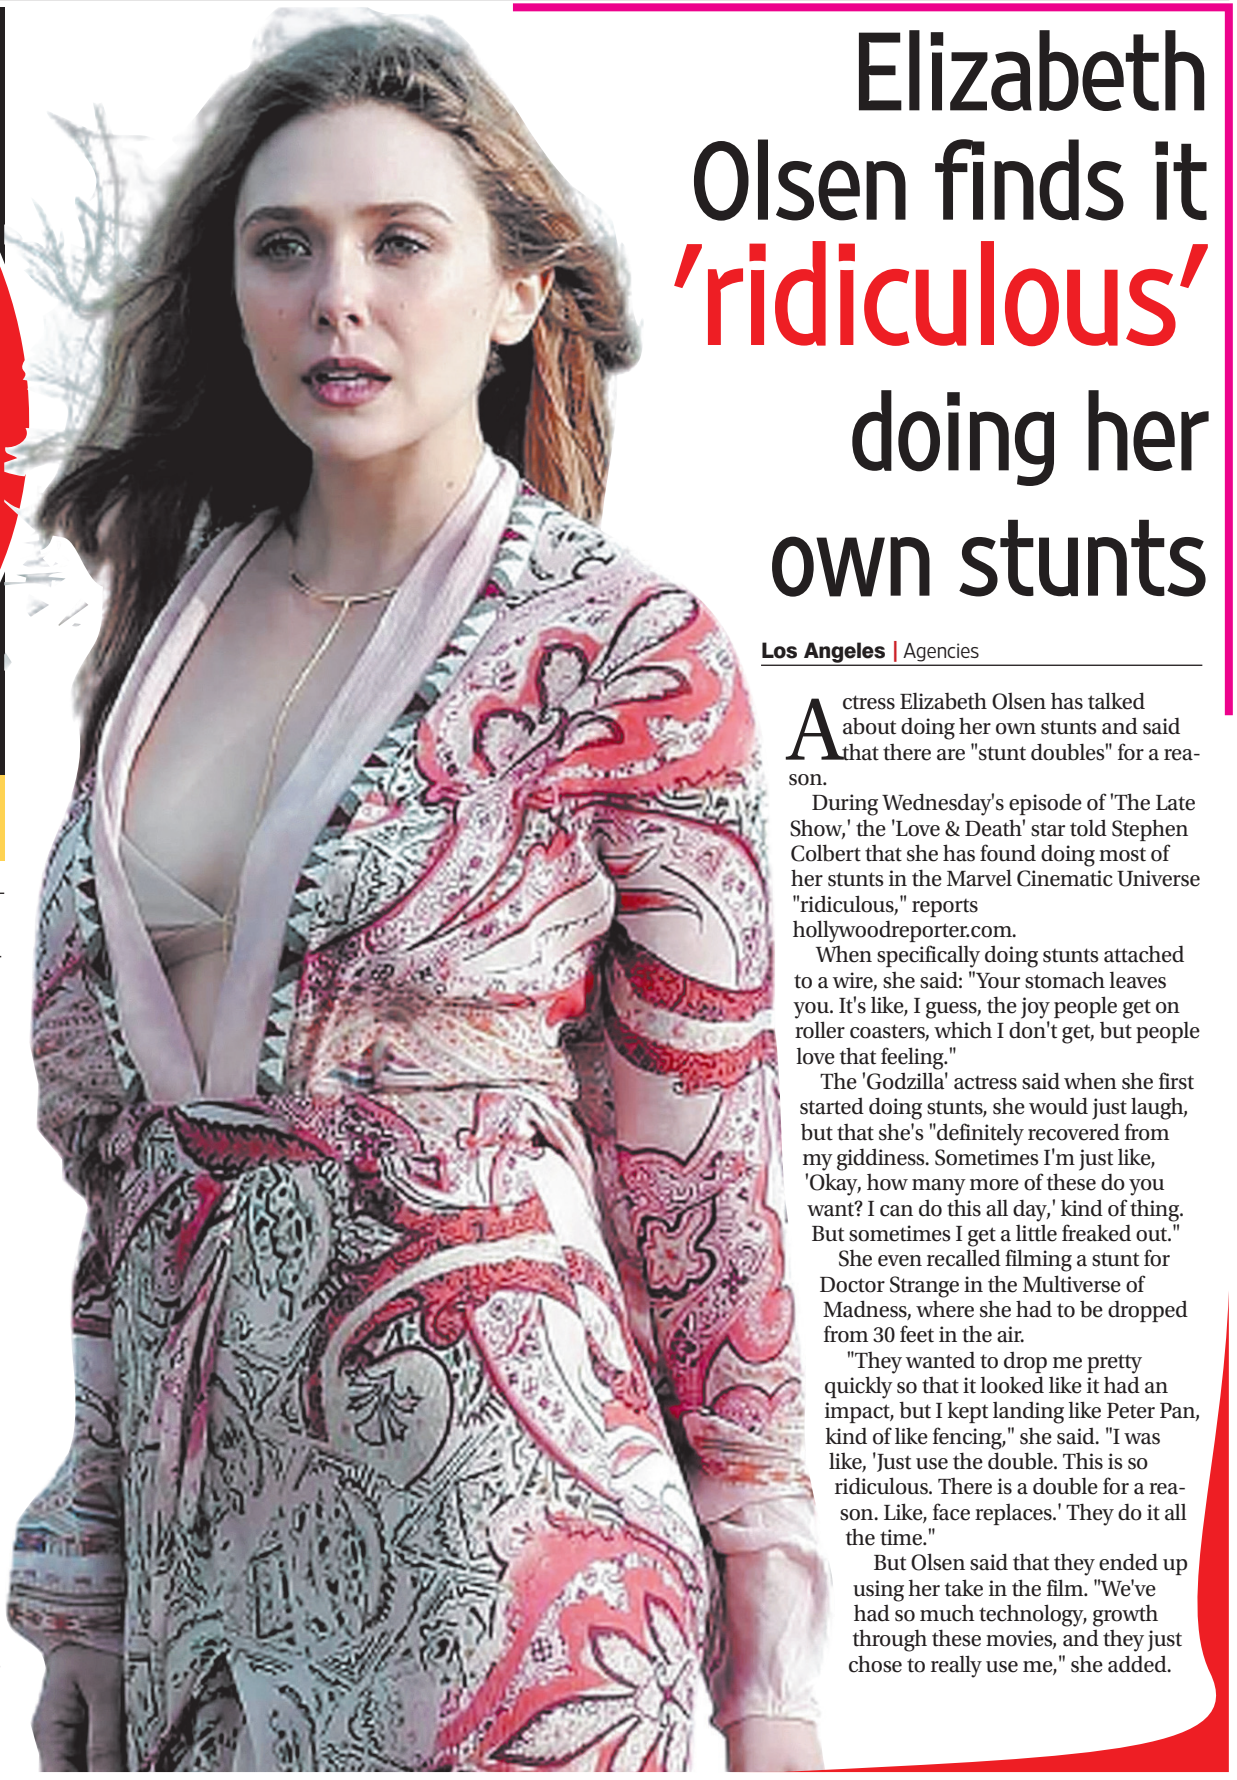 Elizabeth
Olsen finds it
'ridiculous'
doing her
own stunts
Los Angeles | Agencies
Actress Elizabeth Olsen has talked
about doing her own stunts and said
that there are "stunt doubles" for a rea-
son.
During Wednesday's episode of 'The Late
Show,' the 'Love & Death' star told Stephen
Colbert that she has found doing most of
her stunts in the Marvel Cinematic Universe
"ridiculous," reports
hollywoodreporter.com.
When specifically doing stunts attached
to a wire, she said: "Your stomach leaves
you. It's like, I guess, the joy people get on
roller coasters, which I don't get, but people
love that feeling."
The 'Godzilla' actress said when she first
started doing stunts, she would just laugh,
but that she's "definitely recovered from
my giddiness. Sometimes I'm just like,
'Okay, how many more of these do you
want? I can do this all day,' kind of thing.
But sometimes I get a little freaked out."
She even recalled filming a stunt for
Doctor Strange in the Multiverse of
Madness, where she had to be dropped
from 30 feet in the air.
"They wanted to drop me pretty
quickly so that it looked like it had an
impact, but I kept landing like Peter Pan,
kind of like fencing," she said. "I was
like, 'Just use the double. This is so
ridiculous. There is a double for a rea-
son. Like, face replaces.' They do it all
the time."
But Olsen said that they ended up
using her take in the film. "We've
had so much technology, growth
through these movies, and they just
chose to really use me," she added.